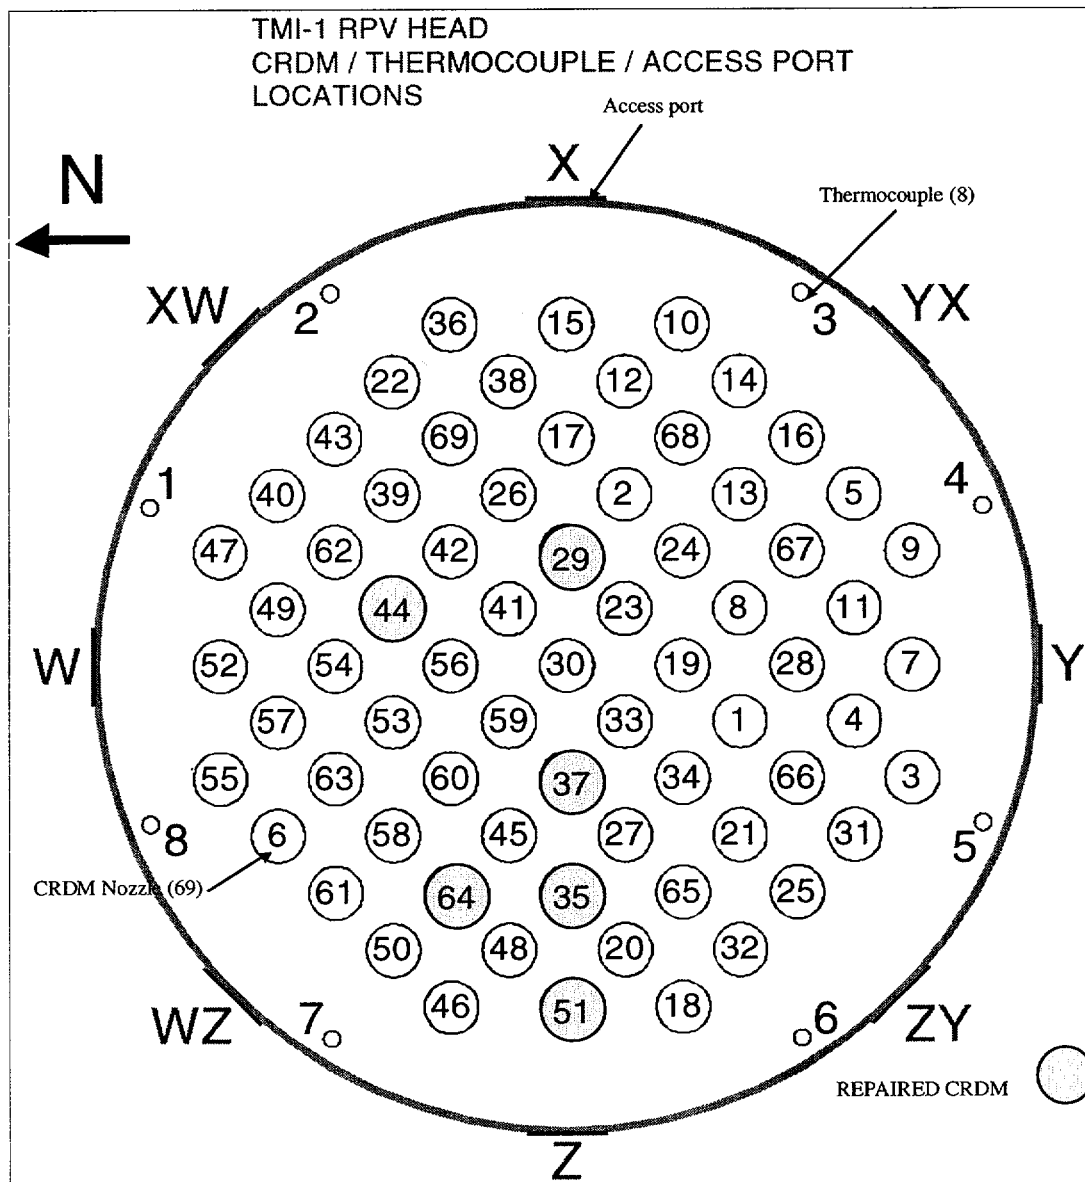 TMI-1 RPV HEAD
CRDM / THERMOCOUPLE / ACCESS PORT
LOCATIONS
Access port
X
N
Thermocouple (8)
XW
2
3
YX
36 15 10
22 38 12 14
43 69 17 68 16
1
4
40 39 26 2 13 5
47 62 42 29 24 67 9
49 44 41 23 8 11
W
52 54 56 30 19 28 7
Y
57 53 59 33 1 4
55 63 60 37 34 66 3
8
5
6 58 45 27 21 31
CRDM Nozzle (69)
61 64 35 65 25
50 48 20 32
46 51 18
WZ
7
6
ZY
REPAIRED CRDM
Z